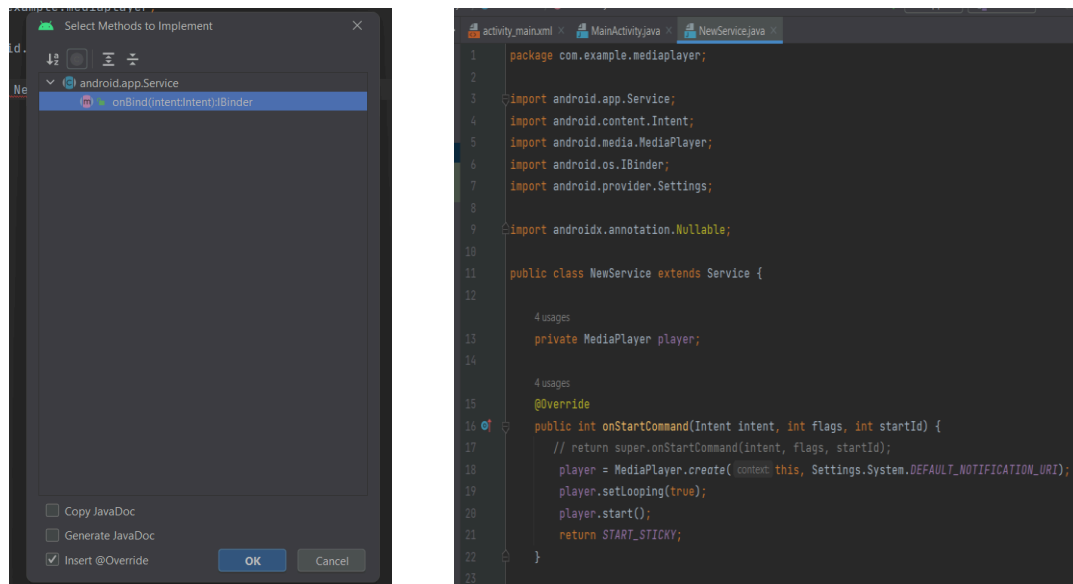 example.mediaplayer;
Select Methods to Implement
id.
android.app.Service
Ne
onBind(intent:Intent):IBinder
Copy JavaDoc
Generate JavaDoc
Insert @Override
OK
Cancel
activity_main.xml
MainActivity.java
NewService.java
1 package com.example.mediaplayer;
2
3 import android.app.Service;
4 import android.content.Intent;
5 import android.media.MediaPlayer;
6 import android.os.IBinder;
7 import android.provider.Settings;
8
9 import androidx.annotation.Nullable;
10
11 public class NewService extends Service {
12
4 usages
13 private MediaPlayer player;
14
4 usages
15 @Override
16 public int onStartCommand(Intent intent, int flags, int startId) {
17 // return super.onStartCommand(intent, flags, startId);
18 player = MediaPlayer.create( context: this, Settings.System.DEFAULT_NOTIFICATION_URI);
19 player.setLooping(true);
20 player.start();
21 return START_STICKY;
22 }
23